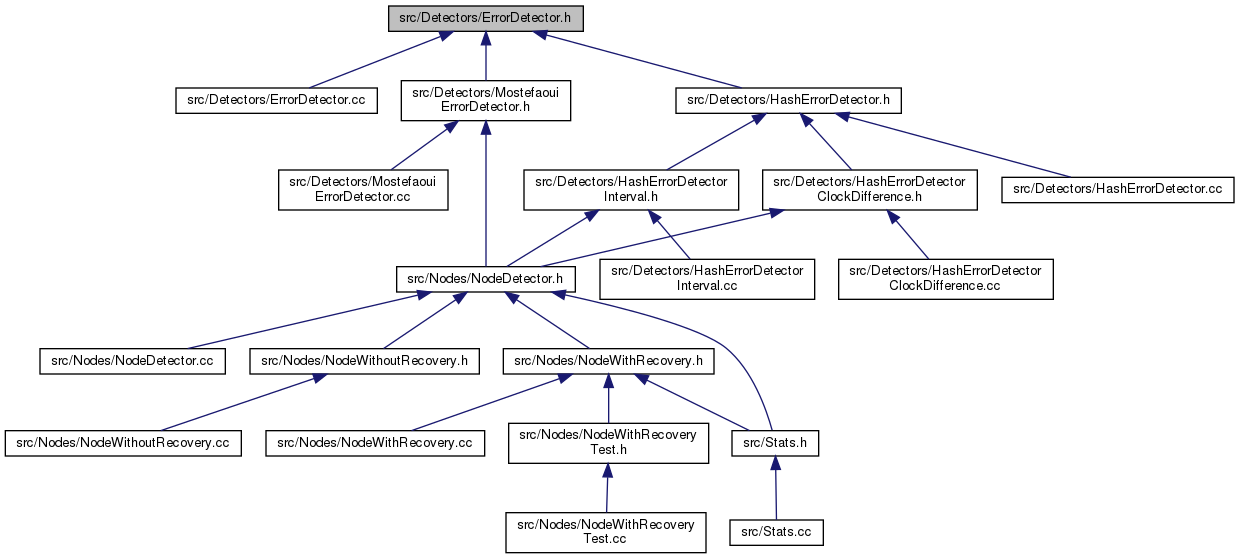 src/Detectors/ErrorDetector.h
src/Detectors/ErrorDetector.cc
src/Detectors/Mostefaoui
ErrorDetector.h
src/Detectors/HashErrorDetector.h
src/Detectors/Mostefaoui
ErrorDetector.cc
src/Detectors/HashErrorDetector
Interval.h
src/Detectors/HashErrorDetector
ClockDifference.h
src/Detectors/HashErrorDetector.cc
src/Nodes/NodeDetector.h
src/Detectors/HashErrorDetector
Interval.cc
src/Detectors/HashErrorDetector
ClockDifference.cc
src/Nodes/NodeDetector.cc
src/Nodes/NodeWithoutRecovery.h
src/Nodes/NodeWithRecovery.h
src/Nodes/NodeWithoutRecovery.cc
src/Nodes/NodeWithRecovery.cc
src/Nodes/NodeWithRecovery
Test.h
src/Stats.h
src/Nodes/NodeWithRecovery
Test.cc
src/Stats.cc